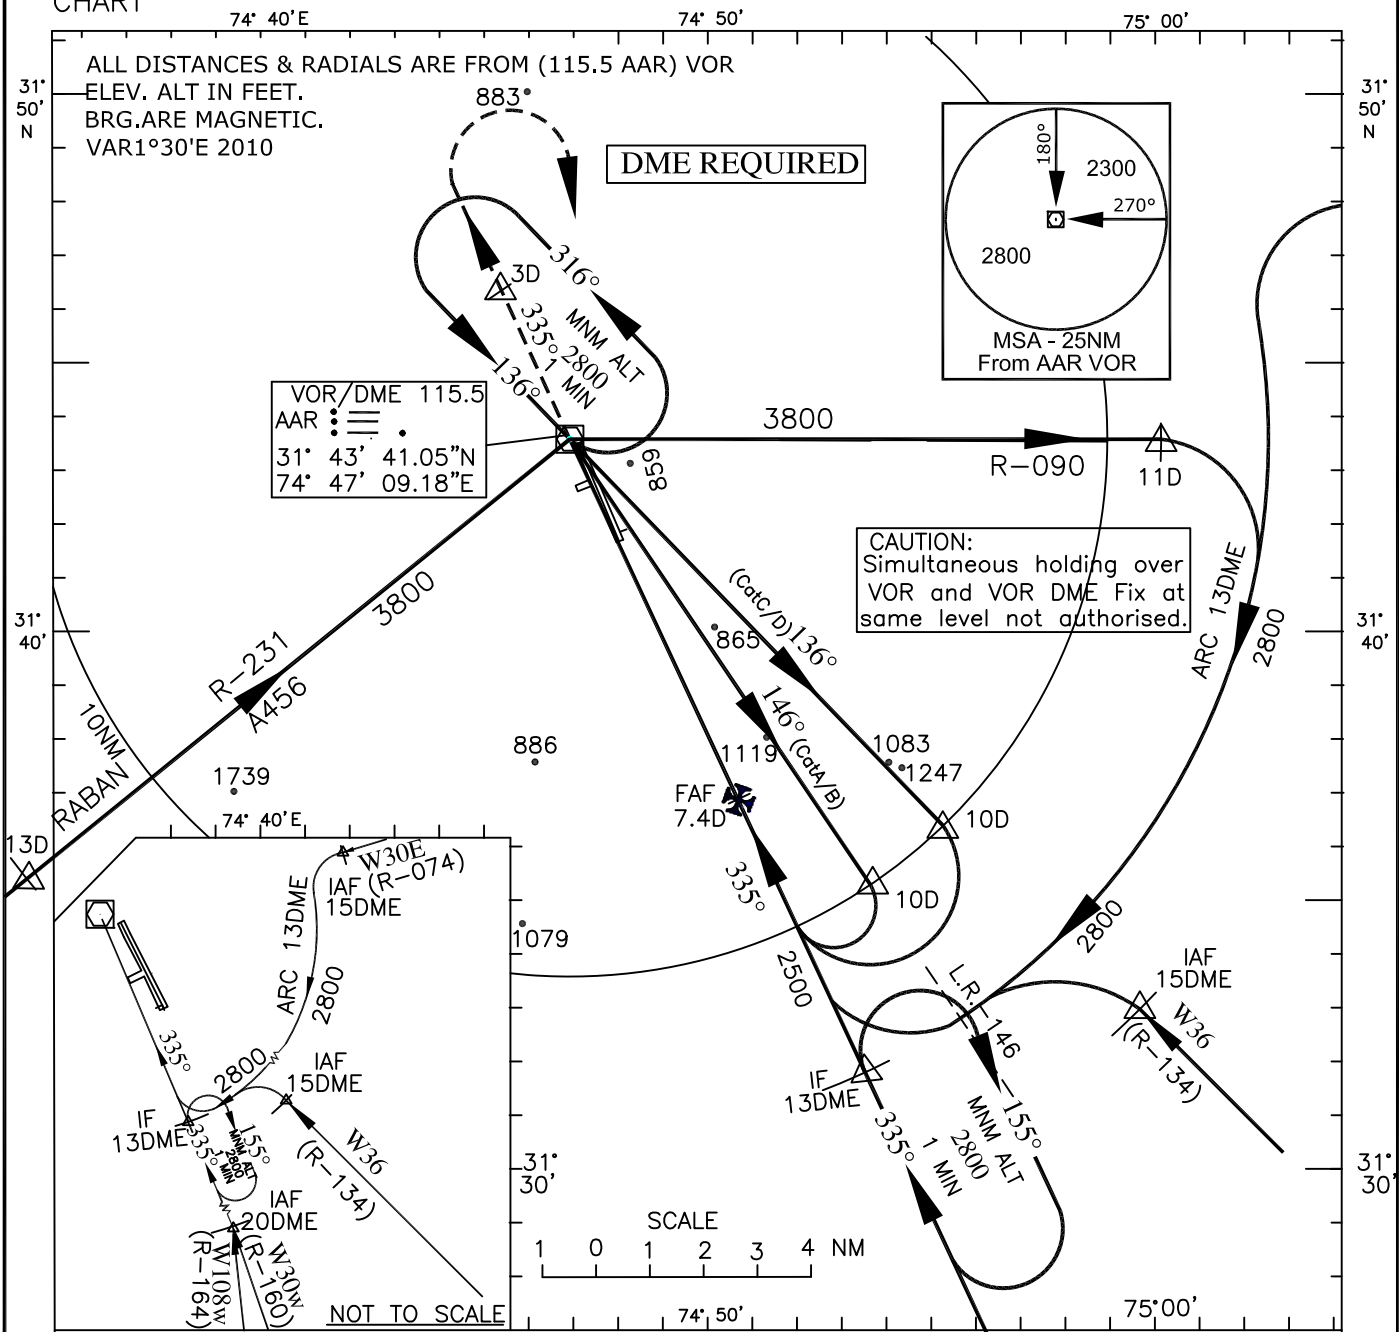 CHART
74° 40'E
74° 50'
75° 00'
ALL DISTANCES & RADIALS ARE FROM (115.5 AAR) VOR
ELEV. ALT IN FEET.
BRG.ARE MAGNETIC.
VAR1°30'E 2010
31°
50'
N
31°
50'
N
883
DME REQUIRED
180°
2300
270°
2800
MSA - 25NM
From AAR VOR
3D
316°
335°
MNM ALT
2800
1 MIN
136°
VOR/DME 115.5
AAR
31° 43' 41.05"N
74° 47' 09.18"E
859
3800
R-090
11D
CAUTION:
Simultaneous holding over
VOR and VOR DME Fix at
same level not authorised.
ARC 13DME
2800
31°
40'
31°
40'
3800
R-231
A456
(CatC/D)136°
865
146° (CatA/B)
1119
1083
1247
10NM
RABAN
1739
886
FAF
7.4D
10D
10D
13D
335°
2500
1079
2800
IAF
15DME
W36
(R-134)
L.R.-146
IF
13DME
335°
155°
MNM ALT
2800
1 MIN
31°
30'
31°
30'
74° 40'E
W30E
(R-074)
IAF
15DME
ARC 13DME
2800
335°
2800
IAF
15DME
IF
13DME
335°
155°
MNM ALT
2800
1 MIN
W36
(R-134)
IAF
20DME
W30w
(R-160)
W108w
(R-164)
NOT TO SCALE
SCALE
1 0 1 2 3 4 NM
74° 50'
75°00'